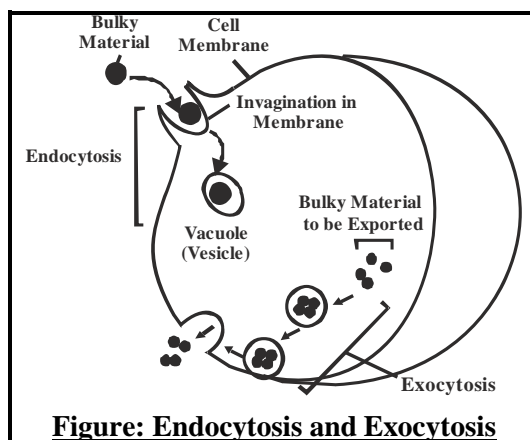 Bulky
Material
Cell
Membrane
Invagination in
Membrane
Endocytosis
Vacuole
(Vesicle)
Bulky Material
to be Exported
Exocytosis
Figure: Endocytosis and Exocytosis